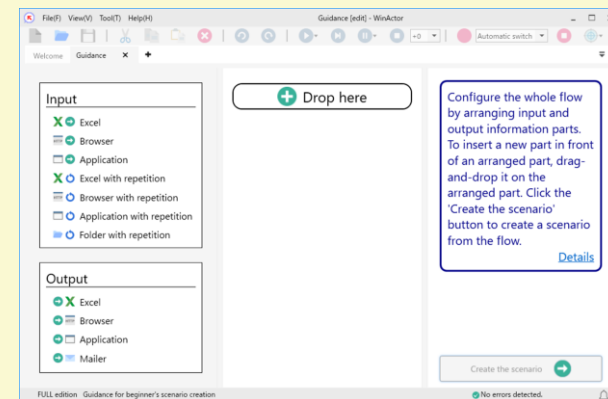 Guidance [edit] - WinActor
File(F) View(V) Tool(T) Help(H)
+0
Automatic switch
Welcome
Guidance
Input
Excel
Browser
Application
Excel with repetition
Browser with repetition
Application with repetition
Folder with repetition
Output
Excel
Browser
Application
Mailer
Drop here
Configure the whole flow
by arranging input and
output information parts.
To insert a new part in front
of an arranged part, drag-
and-drop it on the
arranged part. Click the
'Create the scenario'
button to create a scenario
from the flow.
Details
Create the scenario
FULL edition Guidance for beginner's scenario creation
No errors detected.